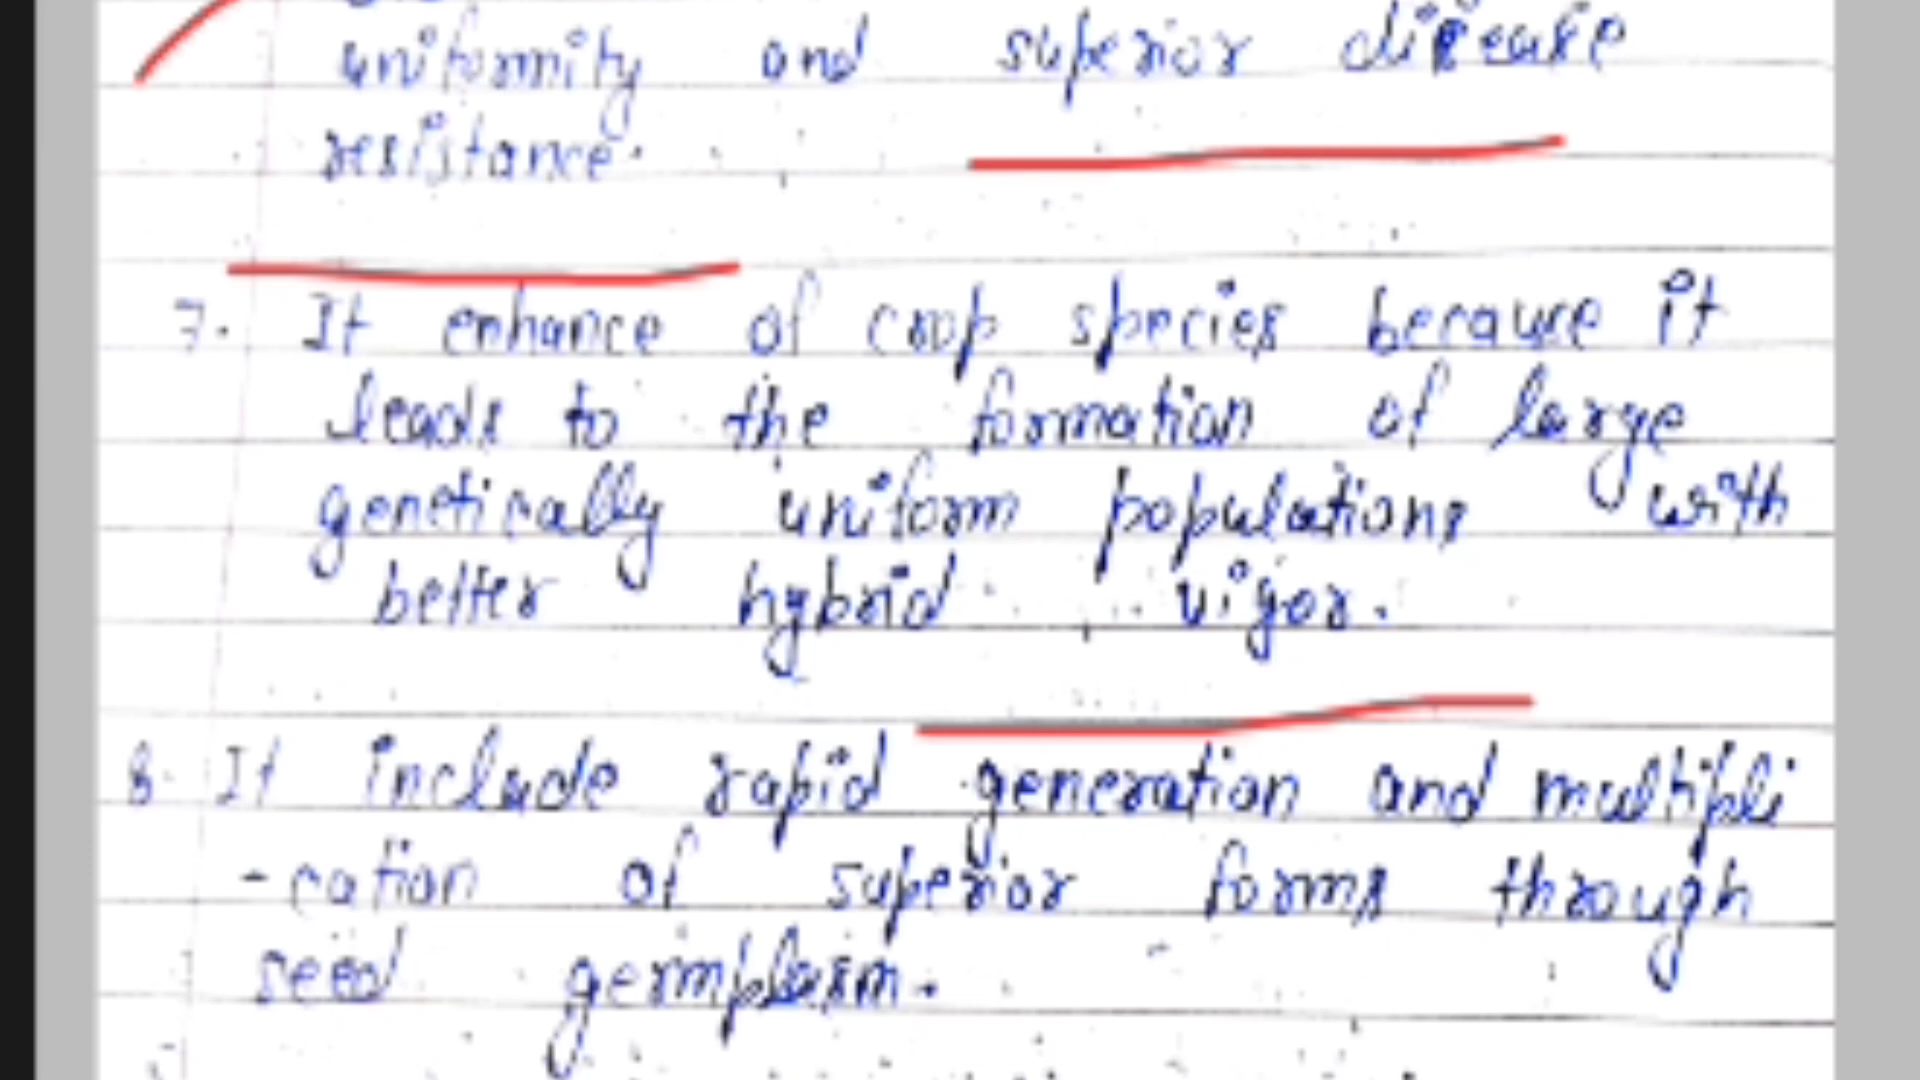 uniformity and superior disease
resistance.
7. It enhance of crop species because it
leads to the formation of large
genetically uniform populations with
better hybrid vigor.
8. It include rapid generation and multipli
-cation of superior forms through
seed germplasm.